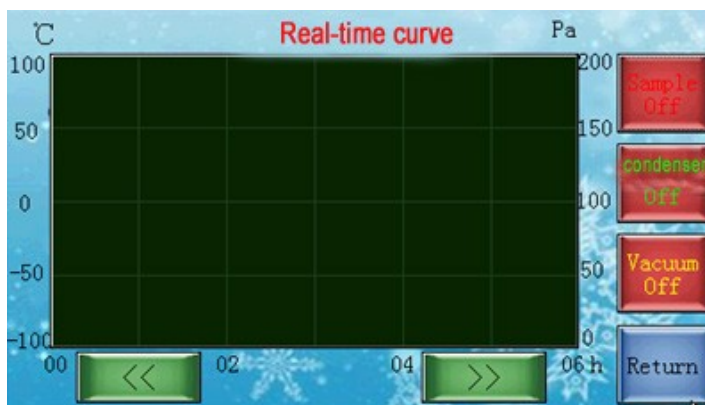 ℃
Real-time curve
Pa
100
50
0
-50
-100
200
150
100
50
0
00
02
04
06 h
<<
>>
Sample
Off
condenser
Off
Vacuum
Off
Return